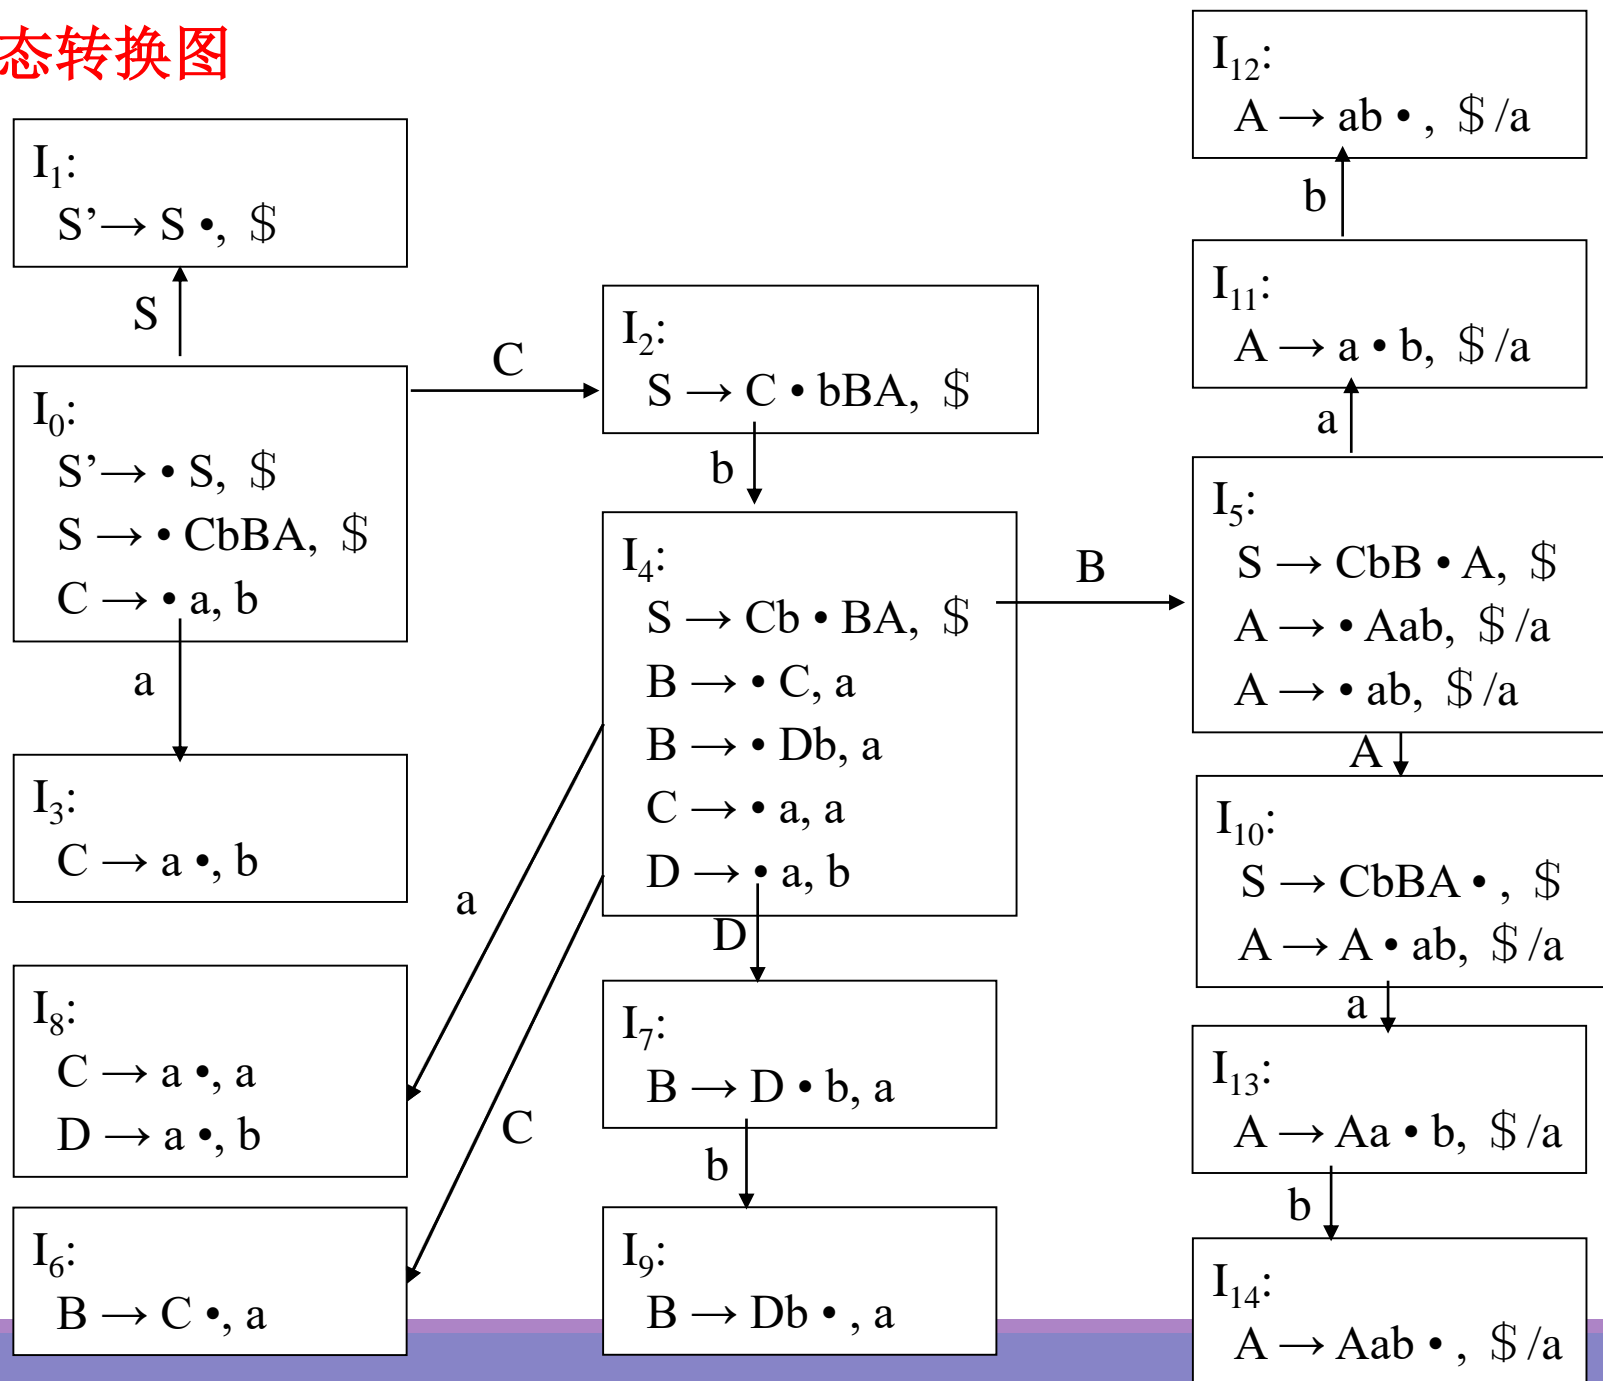 态转换图
I₁:
S’→ S •, $
S
I₀:
S’→ • S, $
S → • CbBA, $
C → • a, b
a
I₃:
C → a •, b
I₈:
C → a •, a
D → a •, b
I₆:
B → C •, a
C
I₂:
S → C • bBA, $
b
I₄:
S → Cb • BA, $
B → • C, a
B → • Db, a
C → • a, a
D → • a, b
a
C
D
I₇:
B → D • b, a
b
I₉:
B → Db • , a
B
I₁₂:
A → ab • , $ /a
b
I₁₁:
A → a • b, $ /a
a
I₅:
S → CbB • A, $
A → • Aab, $ /a
A → • ab, $ /a
A
I₁₀:
S → CbBA • , $
A → A • ab, $ /a
a
I₁₃:
A → Aa • b, $ /a
b
I₁₄:
A → Aab • , $ /a